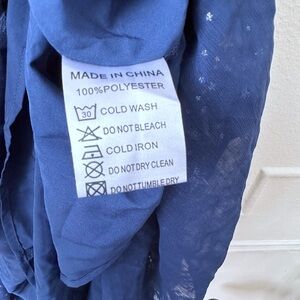 MADE IN CHINA
100%POLYESTER
30 COLD WASH
DO NOT BLEACH
COLD IRON
DO NOT DRY CLEAN
DO NOT TUMBLE DRY